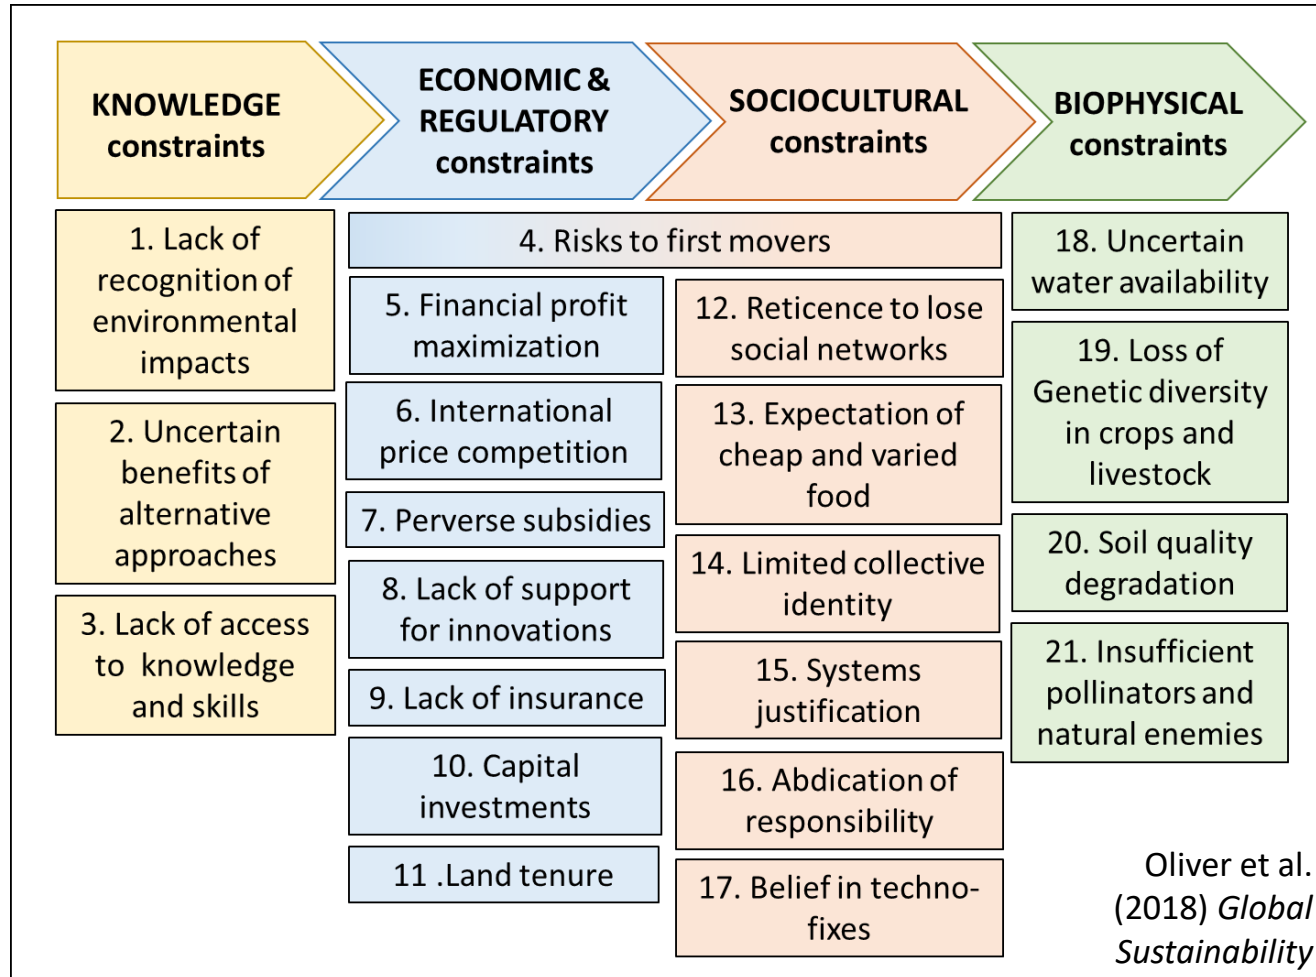 KNOWLEDGE
constraints
ECONOMIC &
REGULATORY
constraints
SOCIOCULTURAL
constraints
BIOPHYSICAL
constraints
1. Lack of
recognition of
environmental
impacts
2. Uncertain
benefits of
alternative
approaches
3. Lack of access
to knowledge
and skills
4. Risks to first movers
5. Financial profit
maximization
6. International
price competition
7. Perverse subsidies
8. Lack of support
for innovations
9. Lack of insurance
10. Capital
investments
11 .Land tenure
12. Reticence to lose
social networks
13. Expectation of
cheap and varied
food
14. Limited collective
identity
15. Systems
justification
16. Abdication of
responsibility
17. Belief in techno-
fixes
18. Uncertain
water availability
19. Loss of
Genetic diversity
in crops and
livestock
20. Soil quality
degradation
21. Insufficient
pollinators and
natural enemies
Oliver et al.
(2018) Global
Sustainability